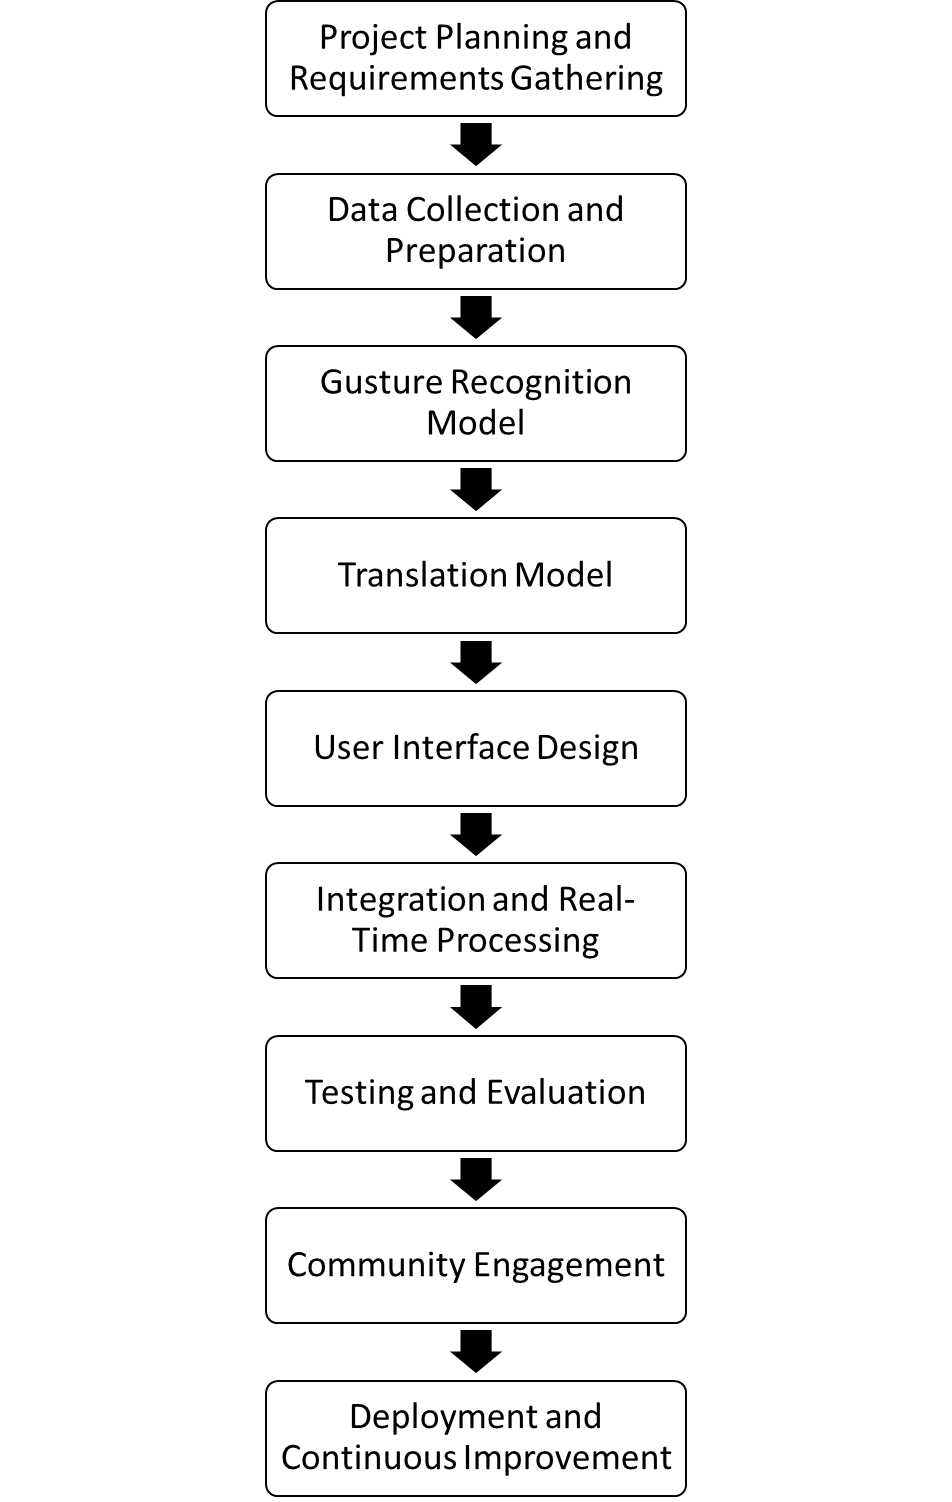 Project Planning and
Requirements Gathering
Data Collection and
Preparation
Gusture Recognition
Model
Translation Model
User Interface Design
Integration and Real-
Time Processing
Testing and Evaluation
Community Engagement
Deployment and
Continuous Improvement